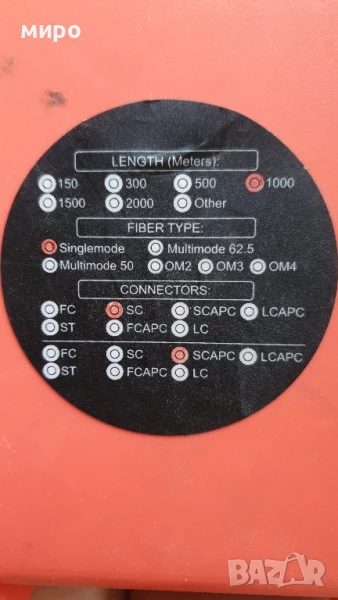 миро
LENGTH (Meters):
150 300 500 1000
1500 2000 Other
FIBER TYPE:
Singlemode Multimode 62.5
Multimode 50 OM2 OM3 OM4
CONNECTORS:
FC SC SCAPC LCAPC
ST FCAPC LC
FC SC SCAPC LCAPC
ST FCAPC LC
BAZAR